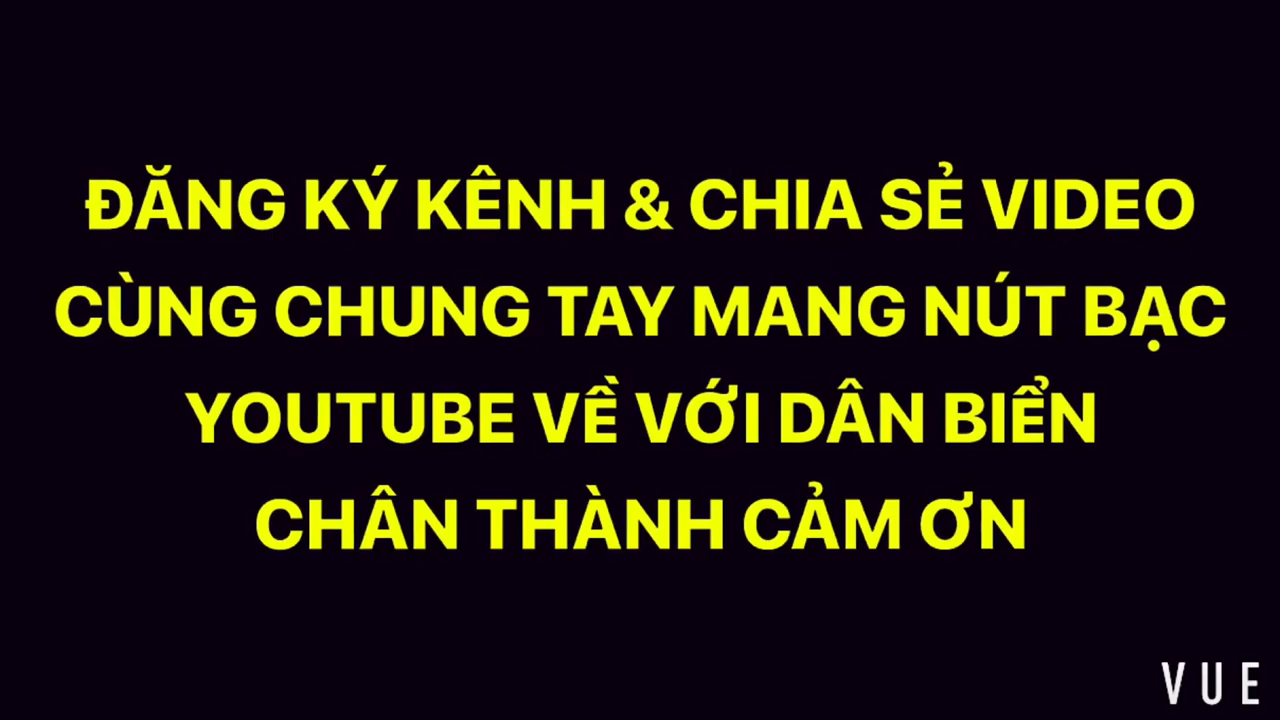 ĐĂNG KÝ KÊNH & CHIA SẺ VIDEO
CÙNG CHUNG TAY MANG NÚT BẠC
YOUTUBE VỀ VỚI DÂN BIỂN
CHÂN THÀNH CẢM ƠN
VUE